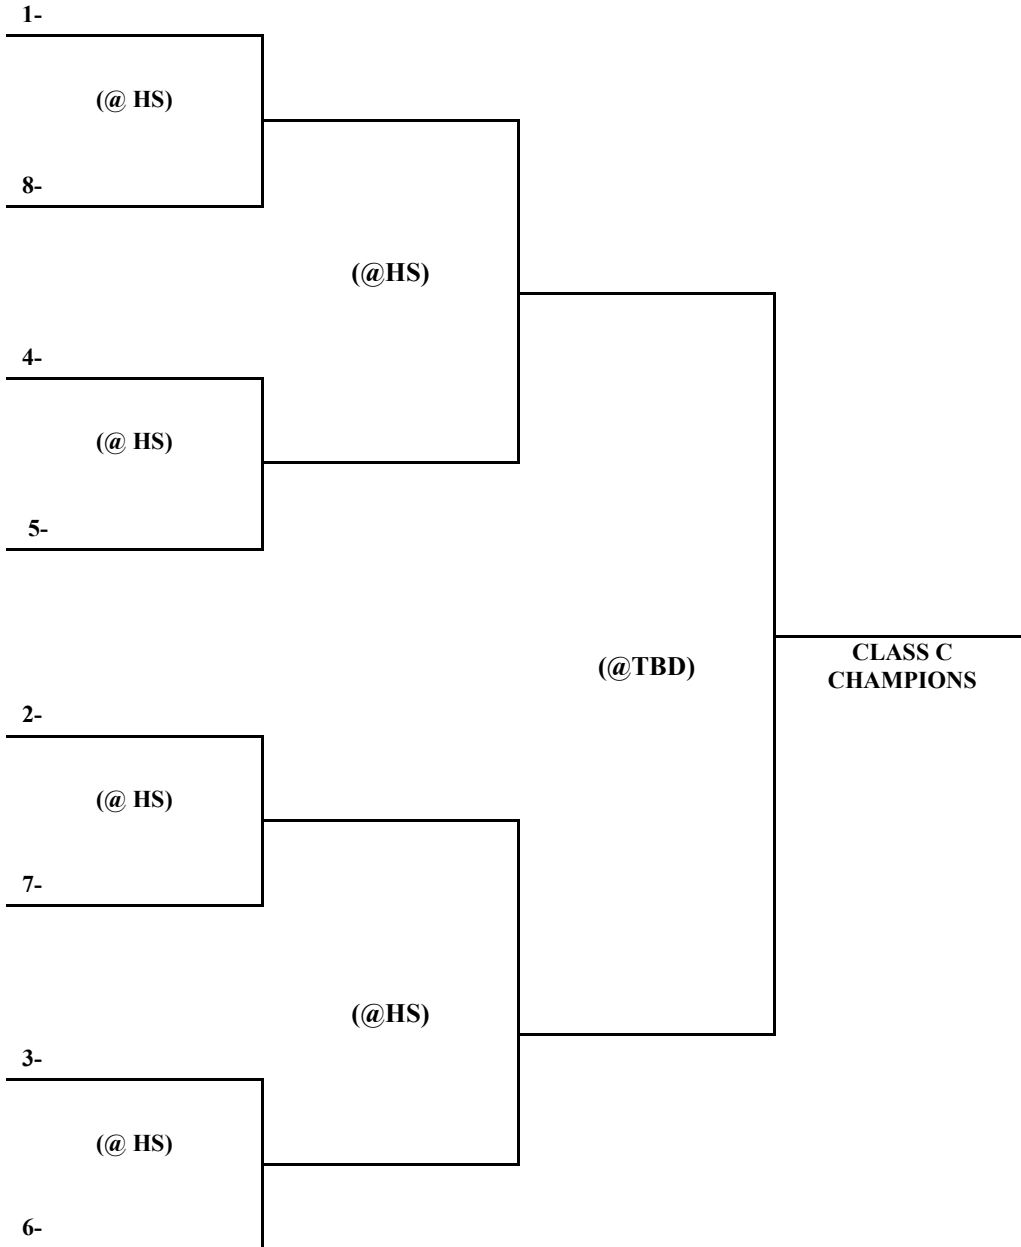 1-
(@ HS)
8-
(@HS)
4-
(@ HS)
5-
(@TBD)
CLASS C
CHAMPIONS
2-
(@ HS)
7-
(@HS)
3-
(@ HS)
6-